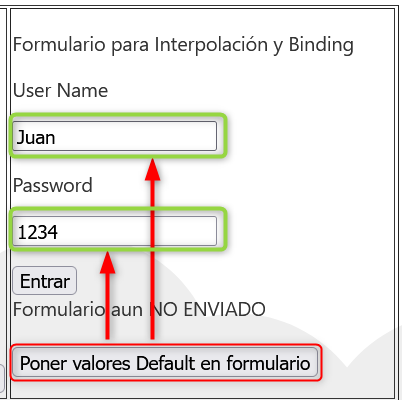 Formulario para Interpolación y Binding
User Name
Juan
Password
1234
Entrar
Formulario aun NO ENVIADO
Poner valores Default en formulario